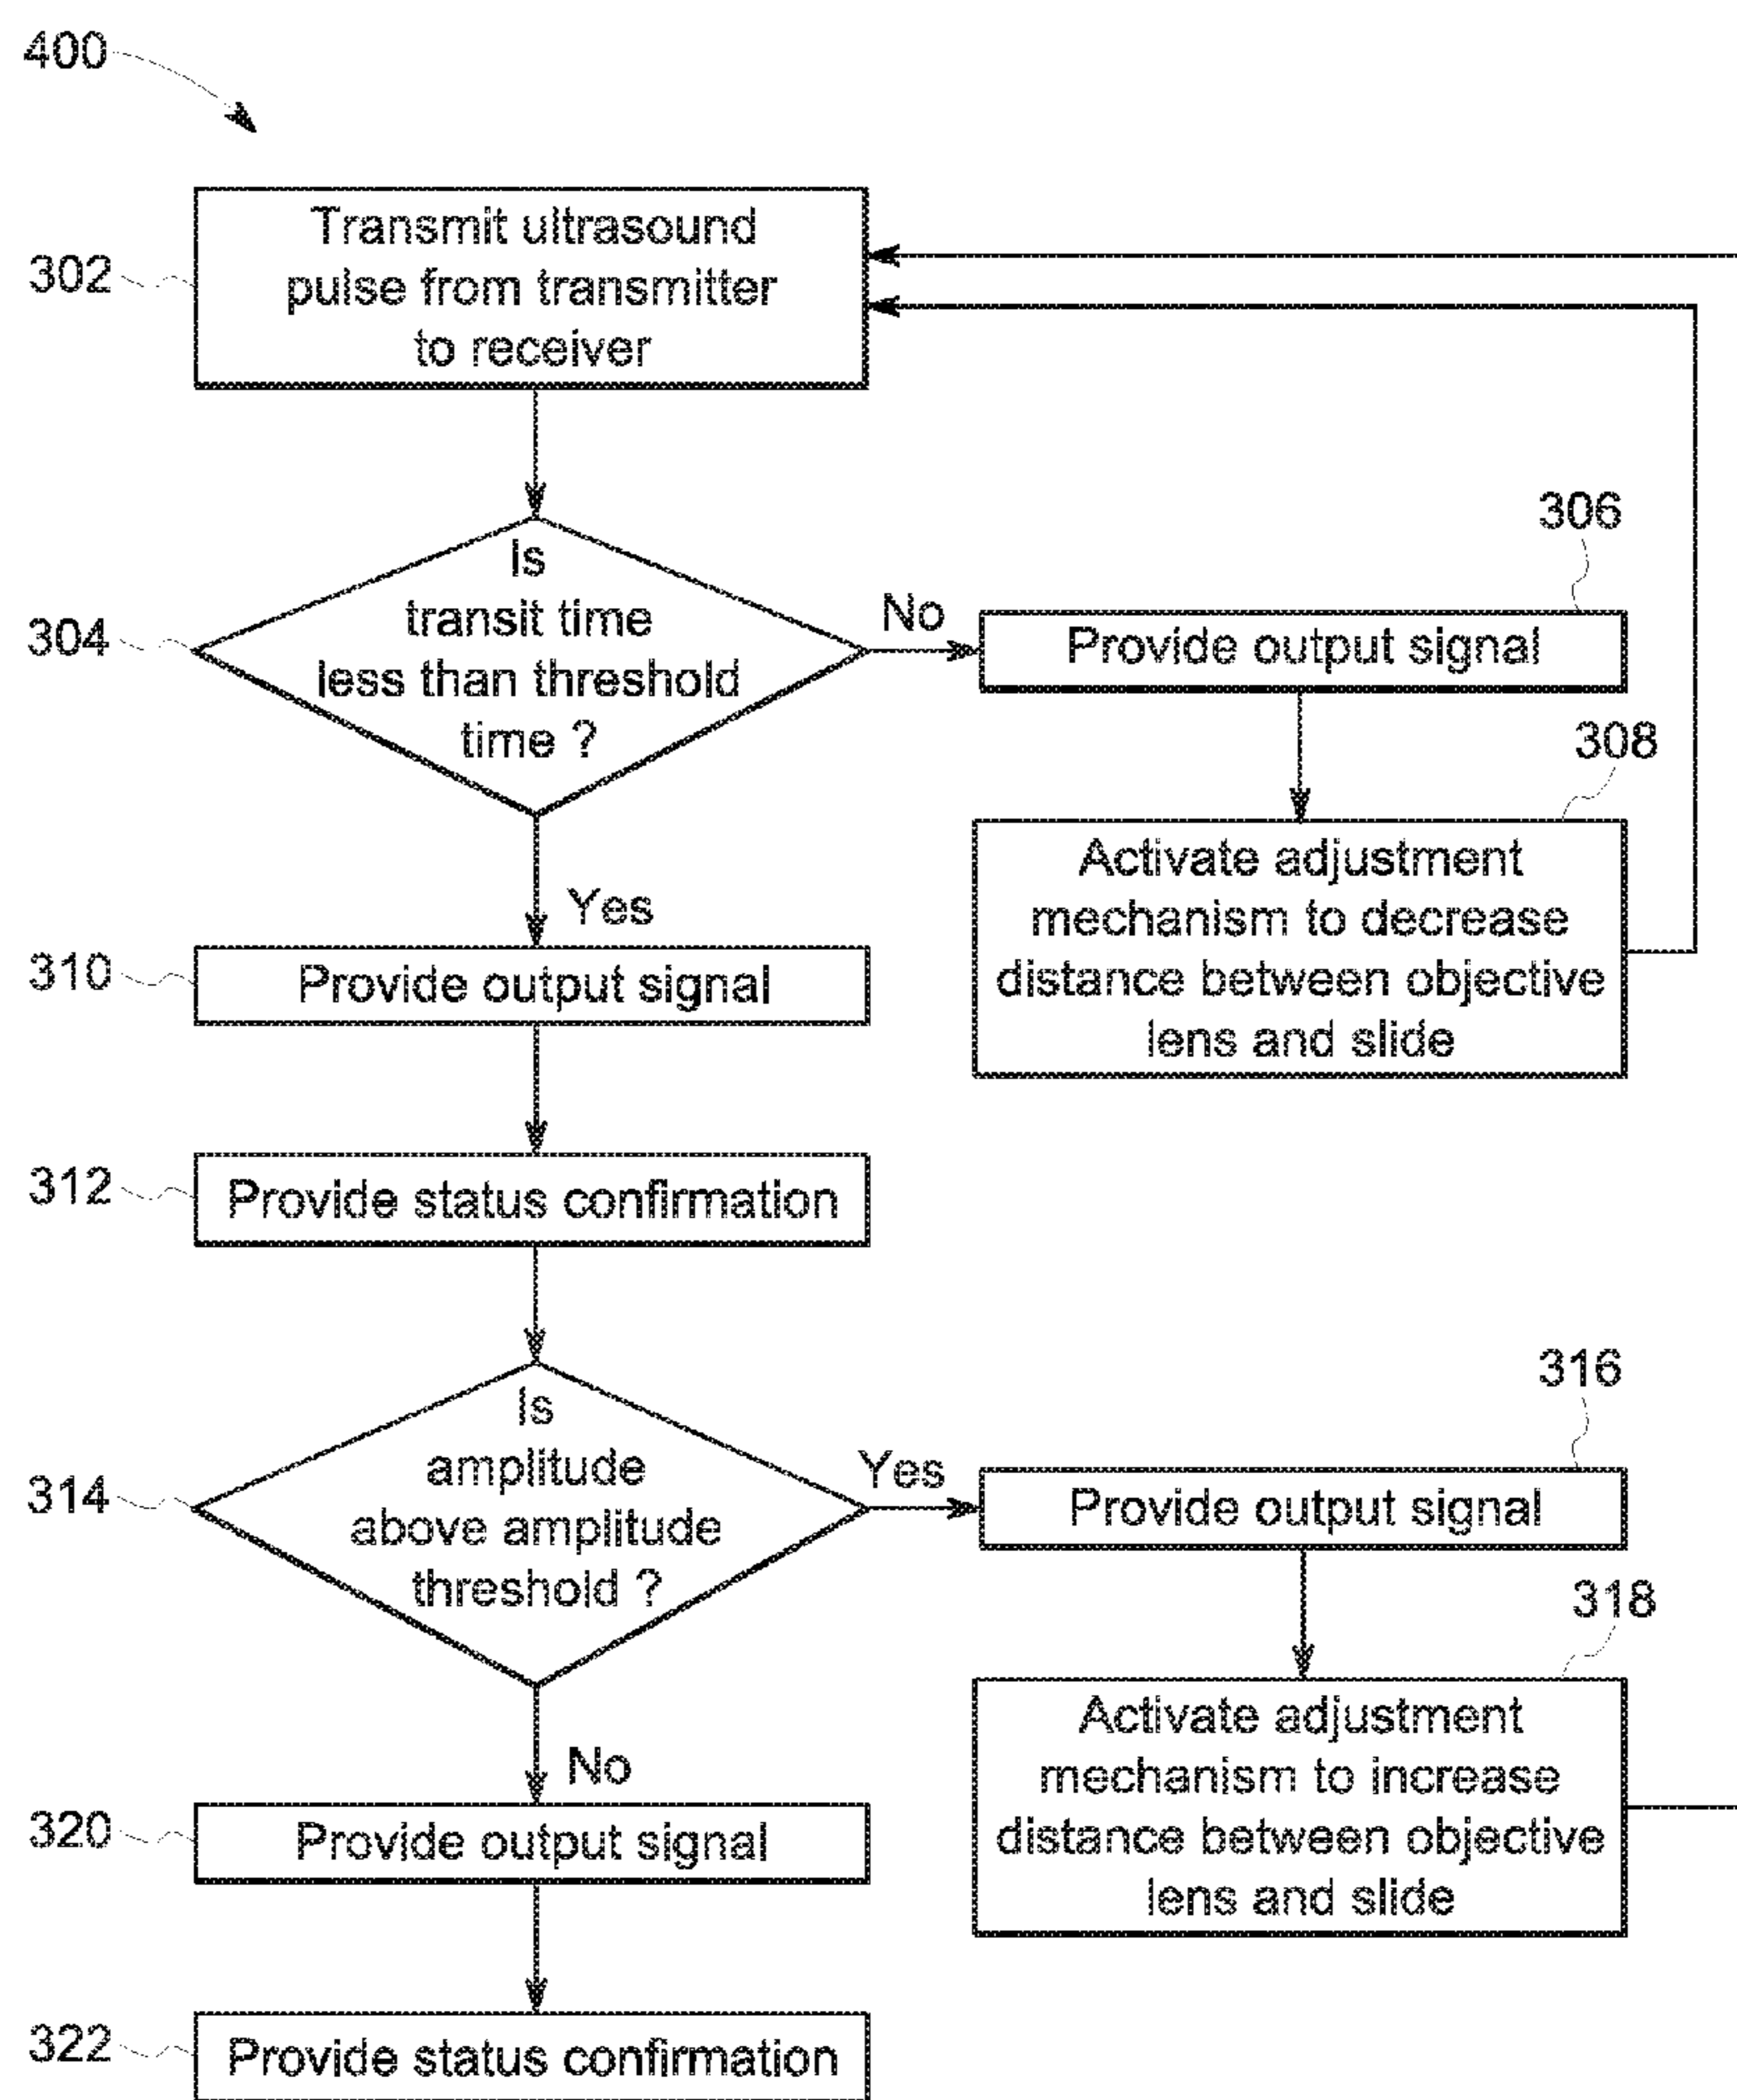 400
302
Transmit ultrasound
pulse from transmitter
to receiver
304
Is
transit time
less than threshold
time ?
No
306
Provide output signal
308
Activate adjustment
mechanism to decrease
distance between objective
lens and slide
Yes
310
Provide output signal
312
Provide status confirmation
314
Is
amplitude
above amplitude
threshold ?
Yes
316
Provide output signal
318
Activate adjustment
mechanism to increase
distance between objective
lens and slide
No
320
Provide output signal
322
Provide status confirmation